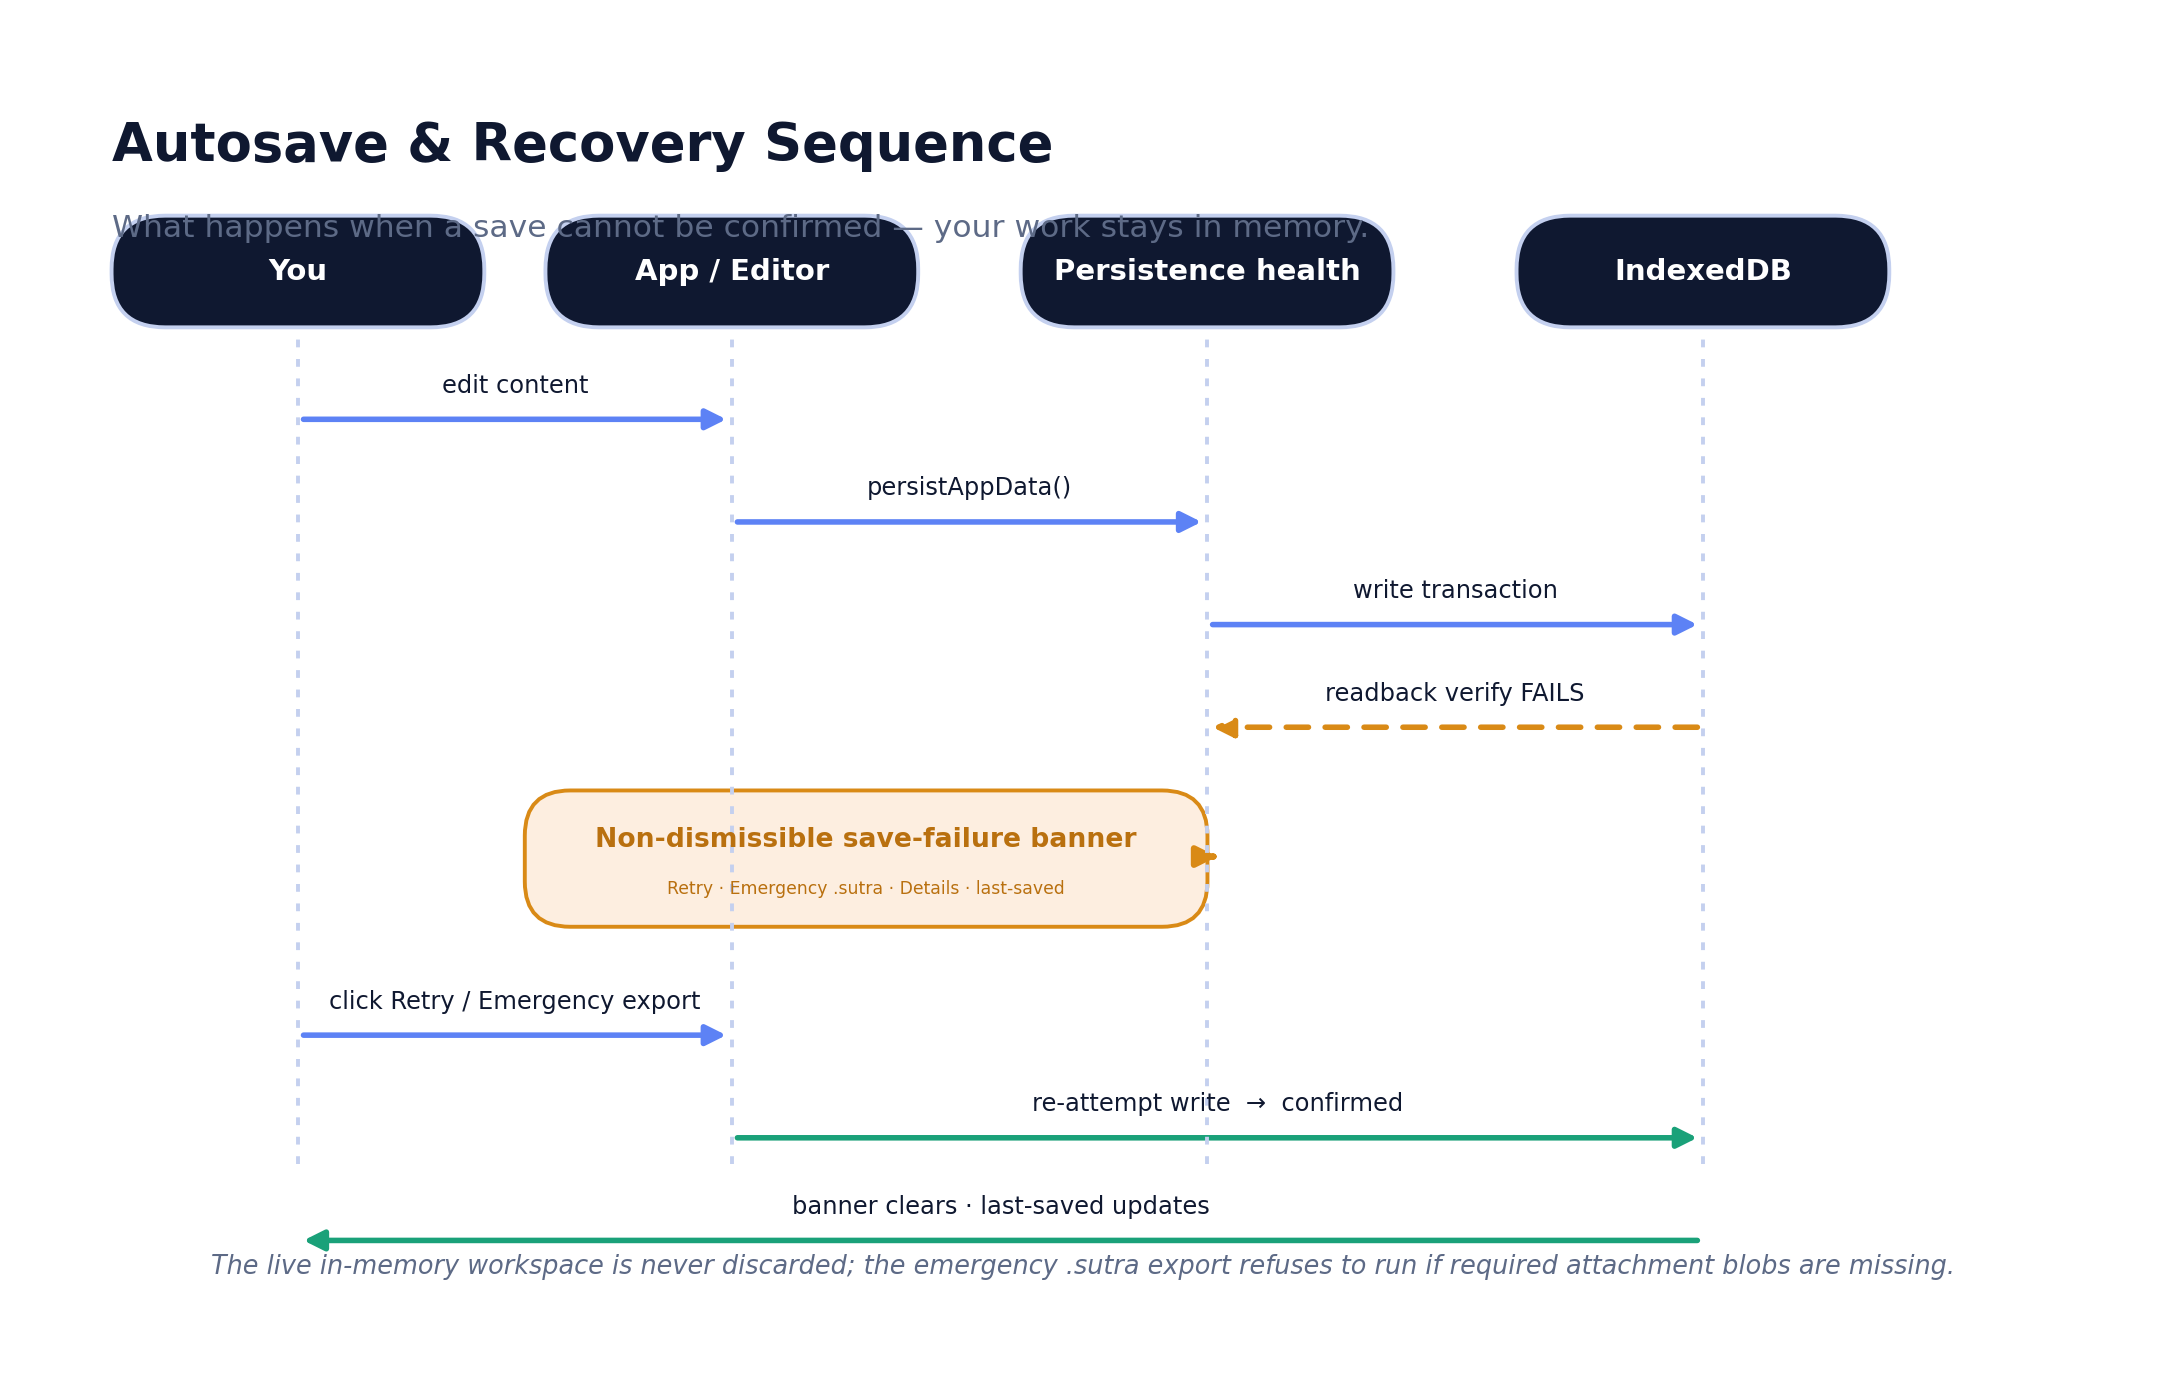 Autosave & Recovery Sequence
What happens when a save cannot be confirmed — your work stays in memory.
You
App / Editor
Persistence health
IndexedDB
edit content
persistAppData()
write transaction
readback verify FAILS
Non-dismissible save-failure banner
Retry · Emergency .sutra · Details · last-saved
click Retry / Emergency export
re-attempt write → confirmed
banner clears · last-saved updates
The live in-memory workspace is never discarded; the emergency .sutra export refuses to run if required attachment blobs are missing.